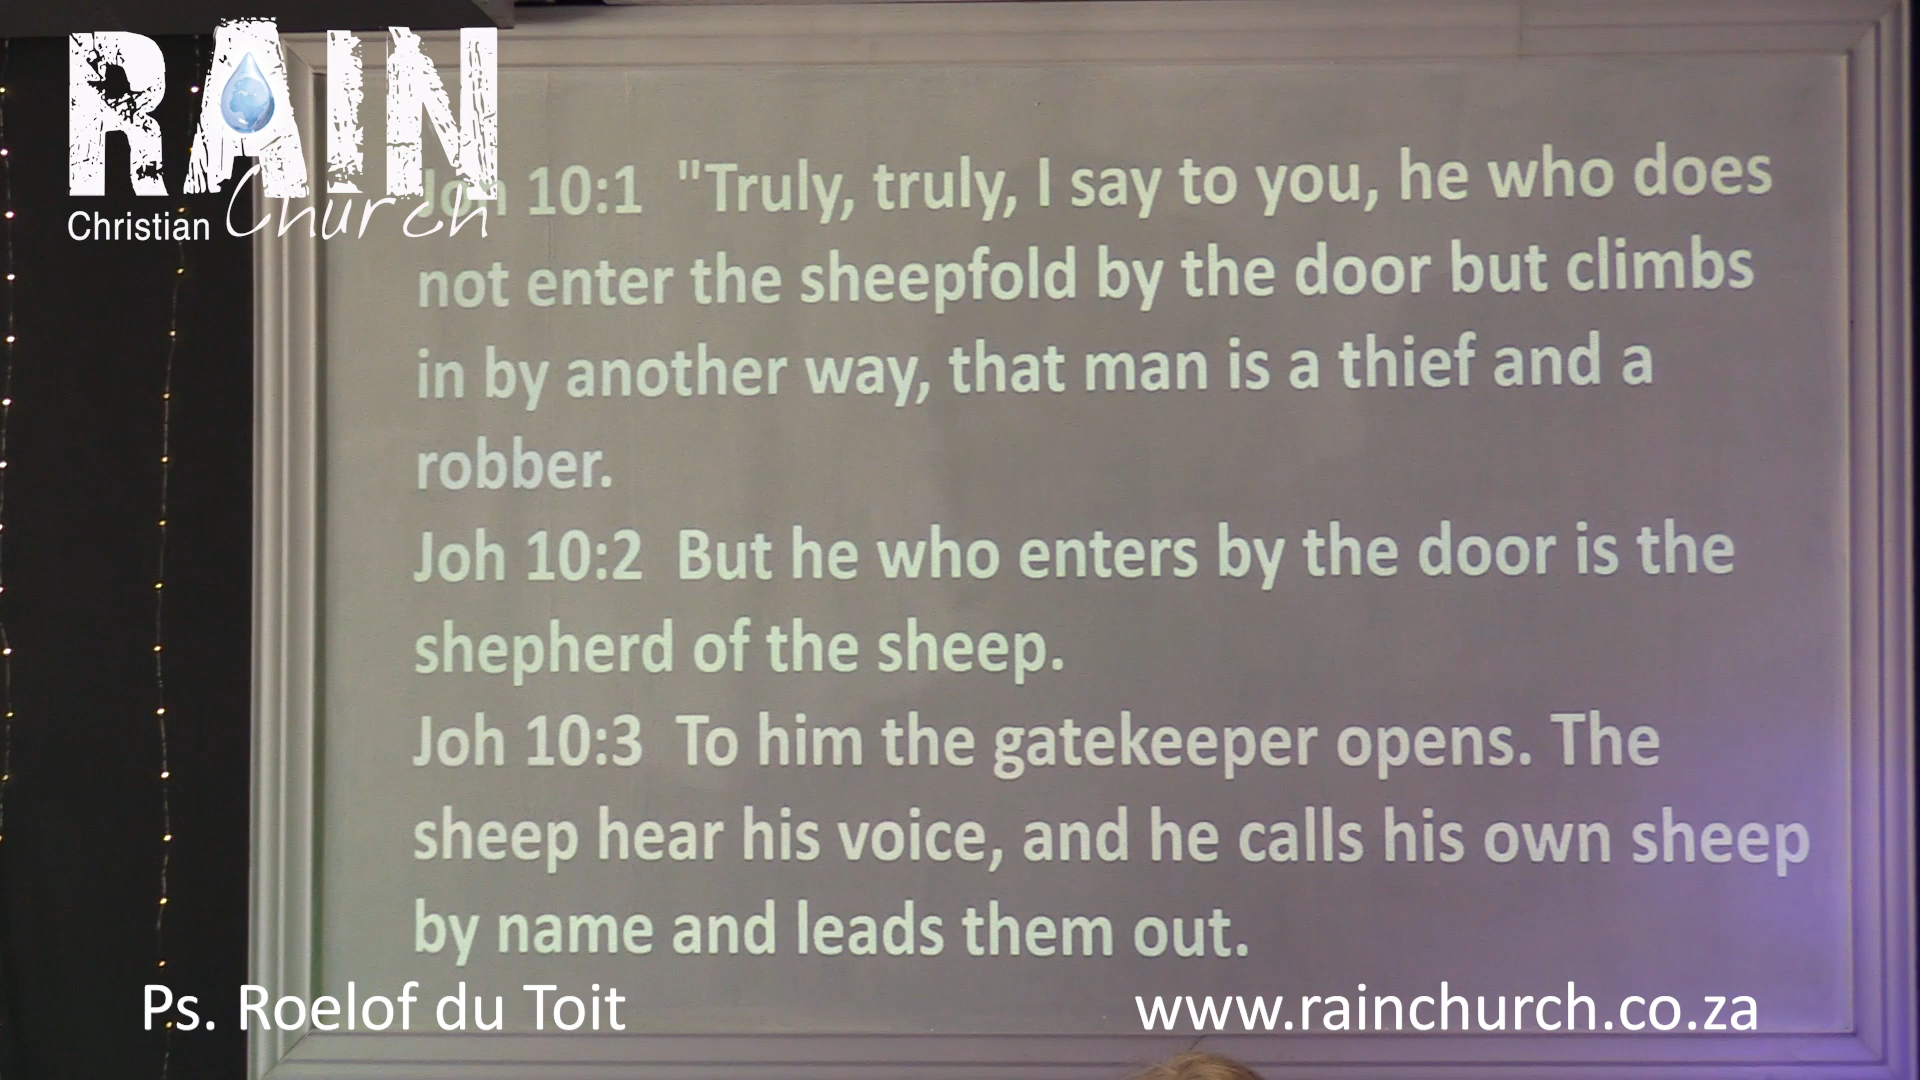 RAIN
Christian Church
Joh 10:1 "Truly, truly, I say to you, he who does
not enter the sheepfold by the door but climbs
in by another way, that man is a thief and a
robber.
Joh 10:2 But he who enters by the door is the
shepherd of the sheep.
Joh 10:3 To him the gatekeeper opens. The
sheep hear his voice, and he calls his own sheep
by name and leads them out.
Ps. Roelof du Toit
www.rainchurch.co.za